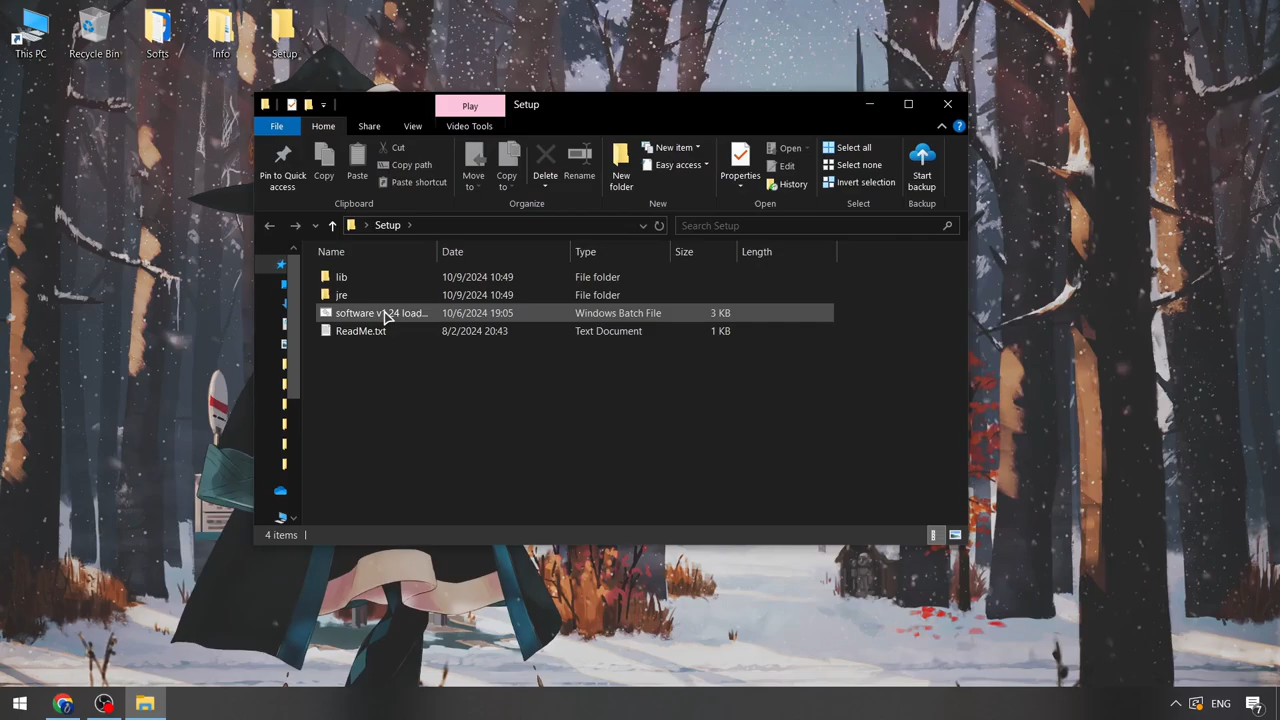 This PC
Recycle Bin
Softs
Info
Setup
Play
Setup
File
Home
Share
View
Video Tools
Pin to Quick access
Copy
Paste
Cut
Copy path
Paste shortcut
Clipboard
Move to
Copy to
Delete
Rename
Organize
New folder
New item
Easy access
New
Properties
Open
Edit
History
Open
Select all
Select none
Invert selection
Select
Start backup
Backup
Setup
Search Setup
Name Date Type Size Length
lib 10/9/2024 10:49 File folder
jre 10/9/2024 10:49 File folder
software 24 load... 10/6/2024 19:05 Windows Batch File 3 KB
ReadMe.txt 8/2/2024 20:43 Text Document 1 KB
4 items
ENG
7